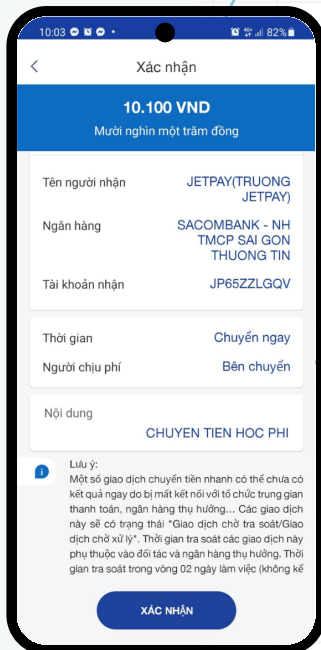 10:03
82%
Xác nhận
10.100 VND
Mười nghìn một trăm đồng
Tên người nhận
JETPAY(TRUONG
JETPAY)
Ngân hàng
SACOMBANK - NH
TMCP SAI GON
THUONG TIN
Tài khoản nhận
JP65ZZLGQV
Thời gian
Chuyển ngay
Người chịu phí
Bên chuyển
Nội dung
CHUYEN TIEN HOC PHI
Lưu ý:
Một số giao dịch chuyển tiền nhanh có thể chưa có
kết quả ngay do bị mất kết nối với tổ chức trung gian
thanh toán, ngân hàng thụ hưởng... Các giao dịch
này sẽ có trạng thái "Giao dịch chờ tra soát/Giao
dịch chờ xử lý". Thời gian tra soát các giao dịch này
phụ thuộc vào đối tác và ngân hàng thụ hưởng. Thời
gian tra soát trong vòng 02 ngày làm việc (không kể
XÁC NHẬN